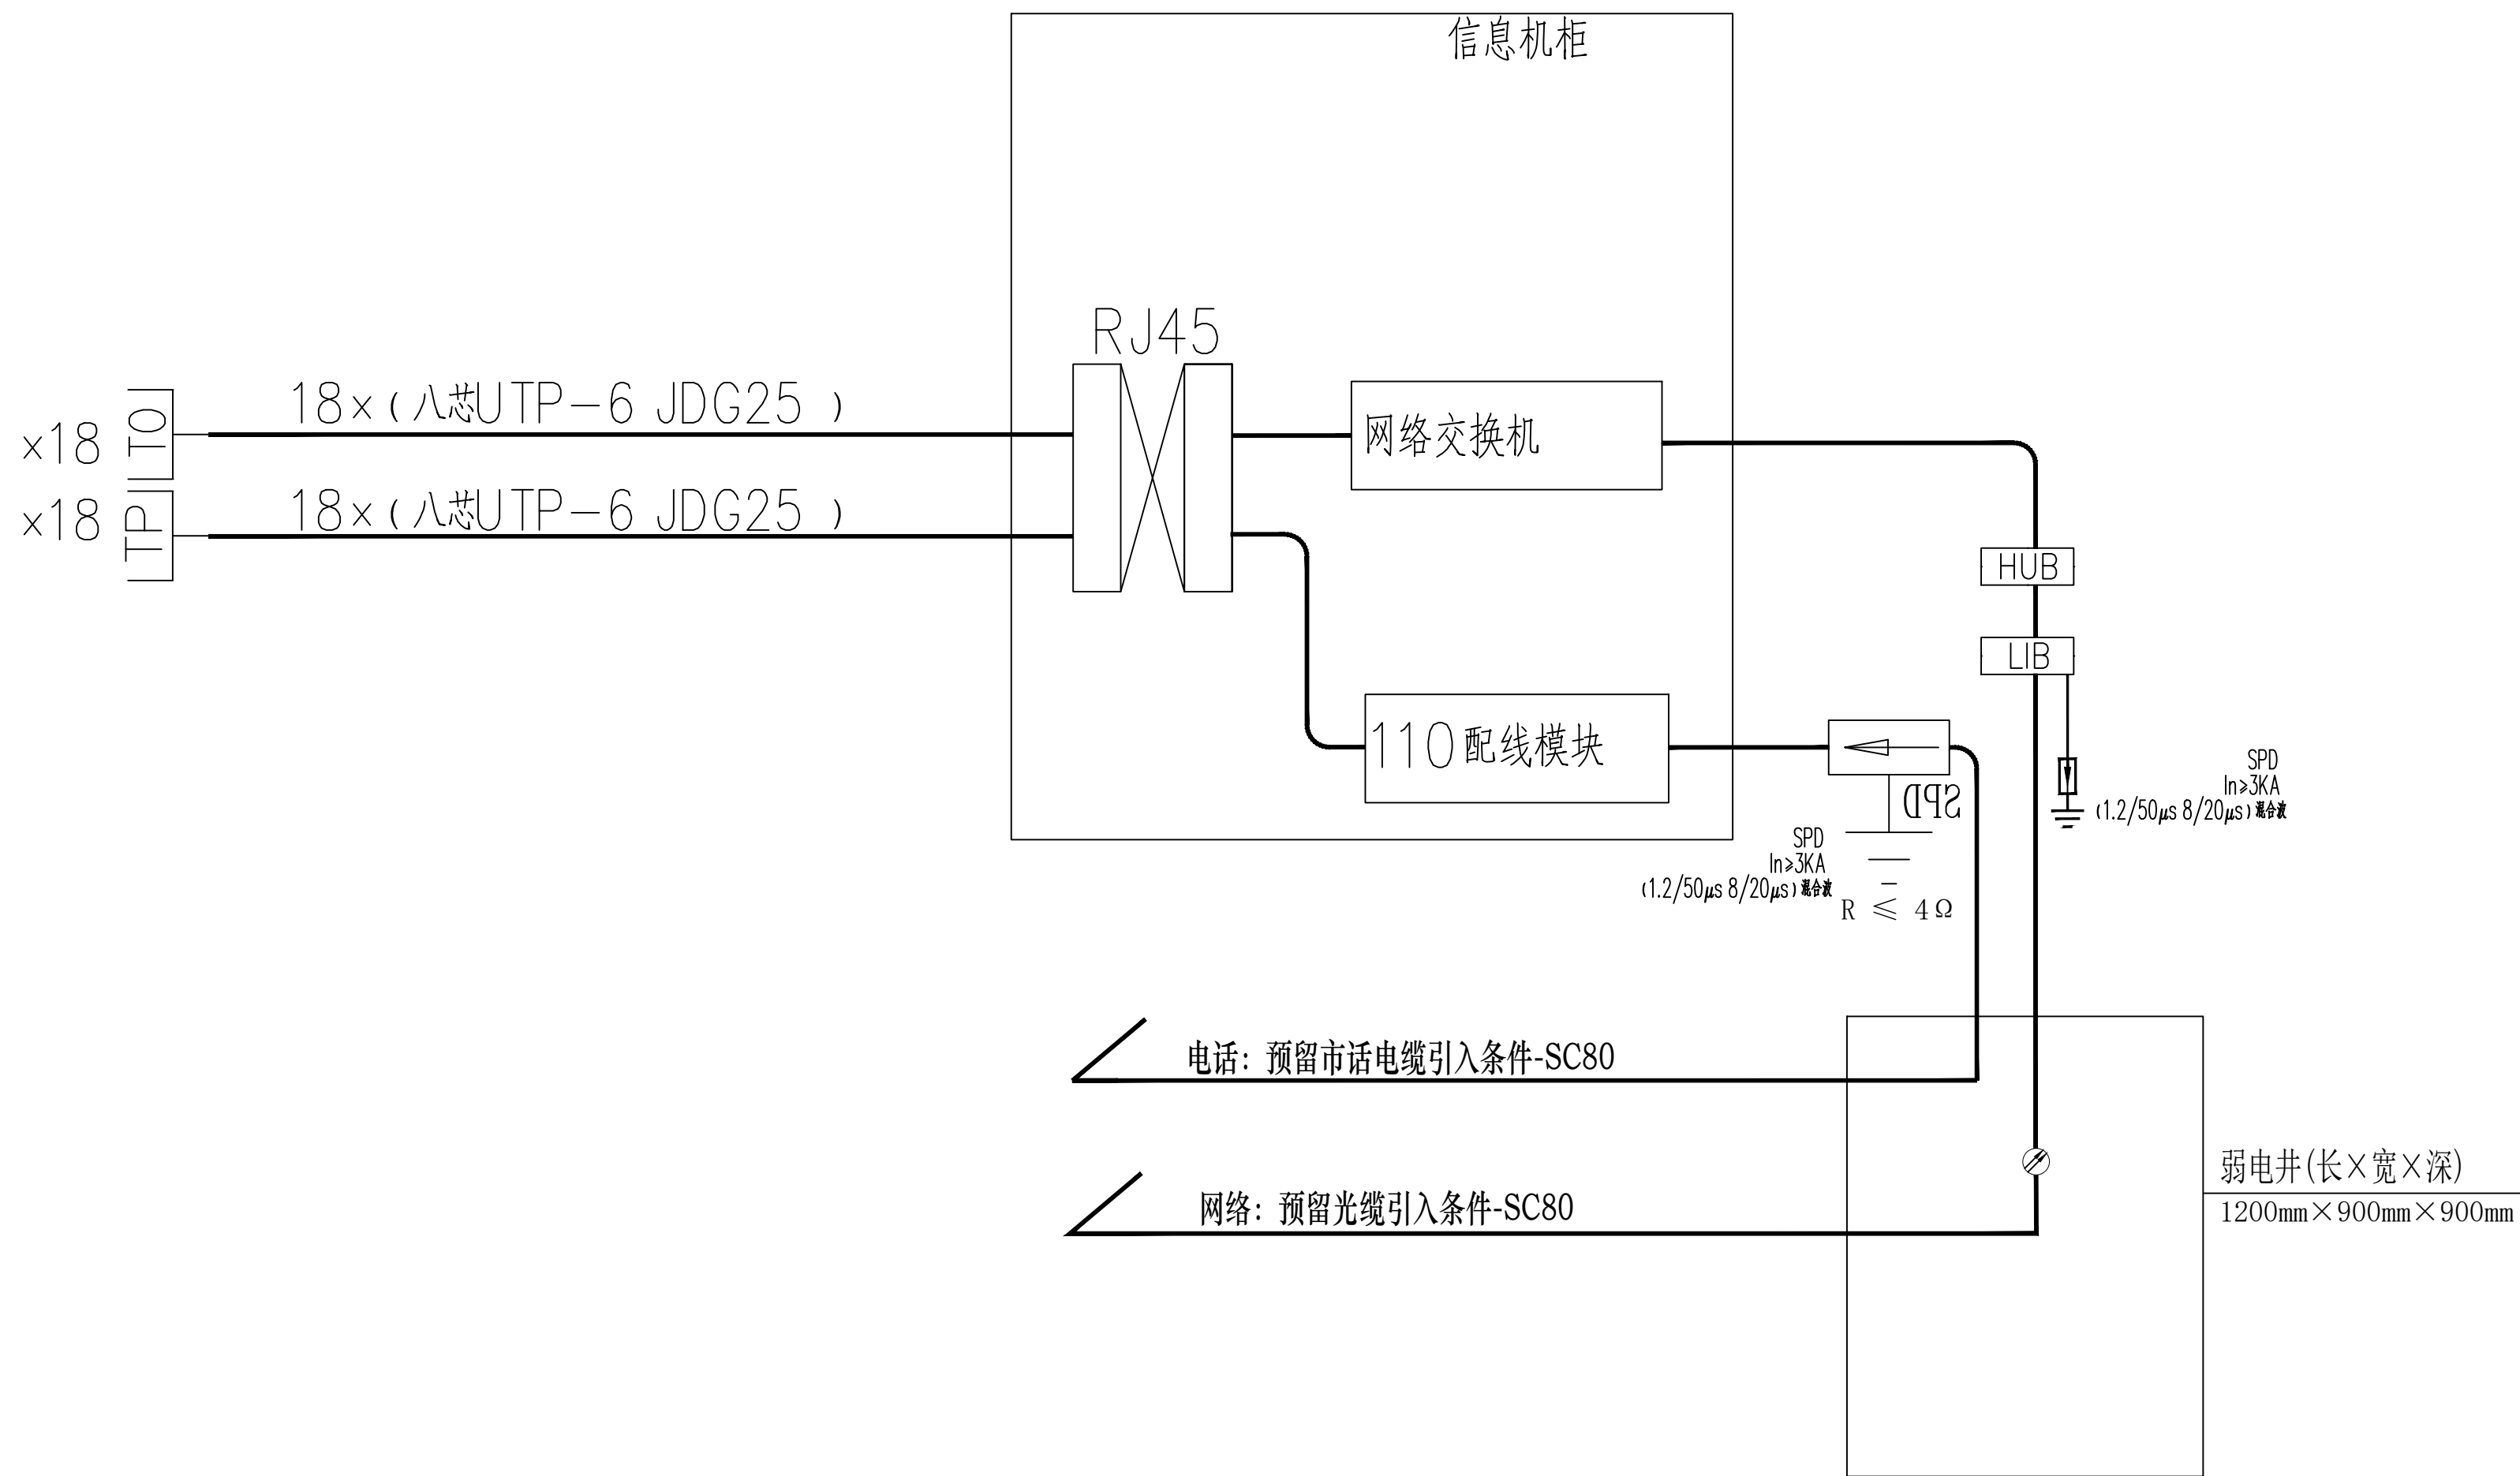 信息机柜
RJ45
18×(八芯UTP-6 JDG25 )
×18
TO
网络交换机
18×(八芯UTP-6 JDG25 )
×18
TP
HUB
LIB
110配线模块
SPD
SPD
In≥3KA
(1.2/50μs 8/20μs)混合波
SPD
In≥3KA
(1.2/50μs 8/20μs)混合波
R ≤ 4Ω
电话：预留市话电缆引入条件-SC80
弱电井(长×宽×深)
1200mm×900mm×900mm
网络：预留光缆引入条件-SC80